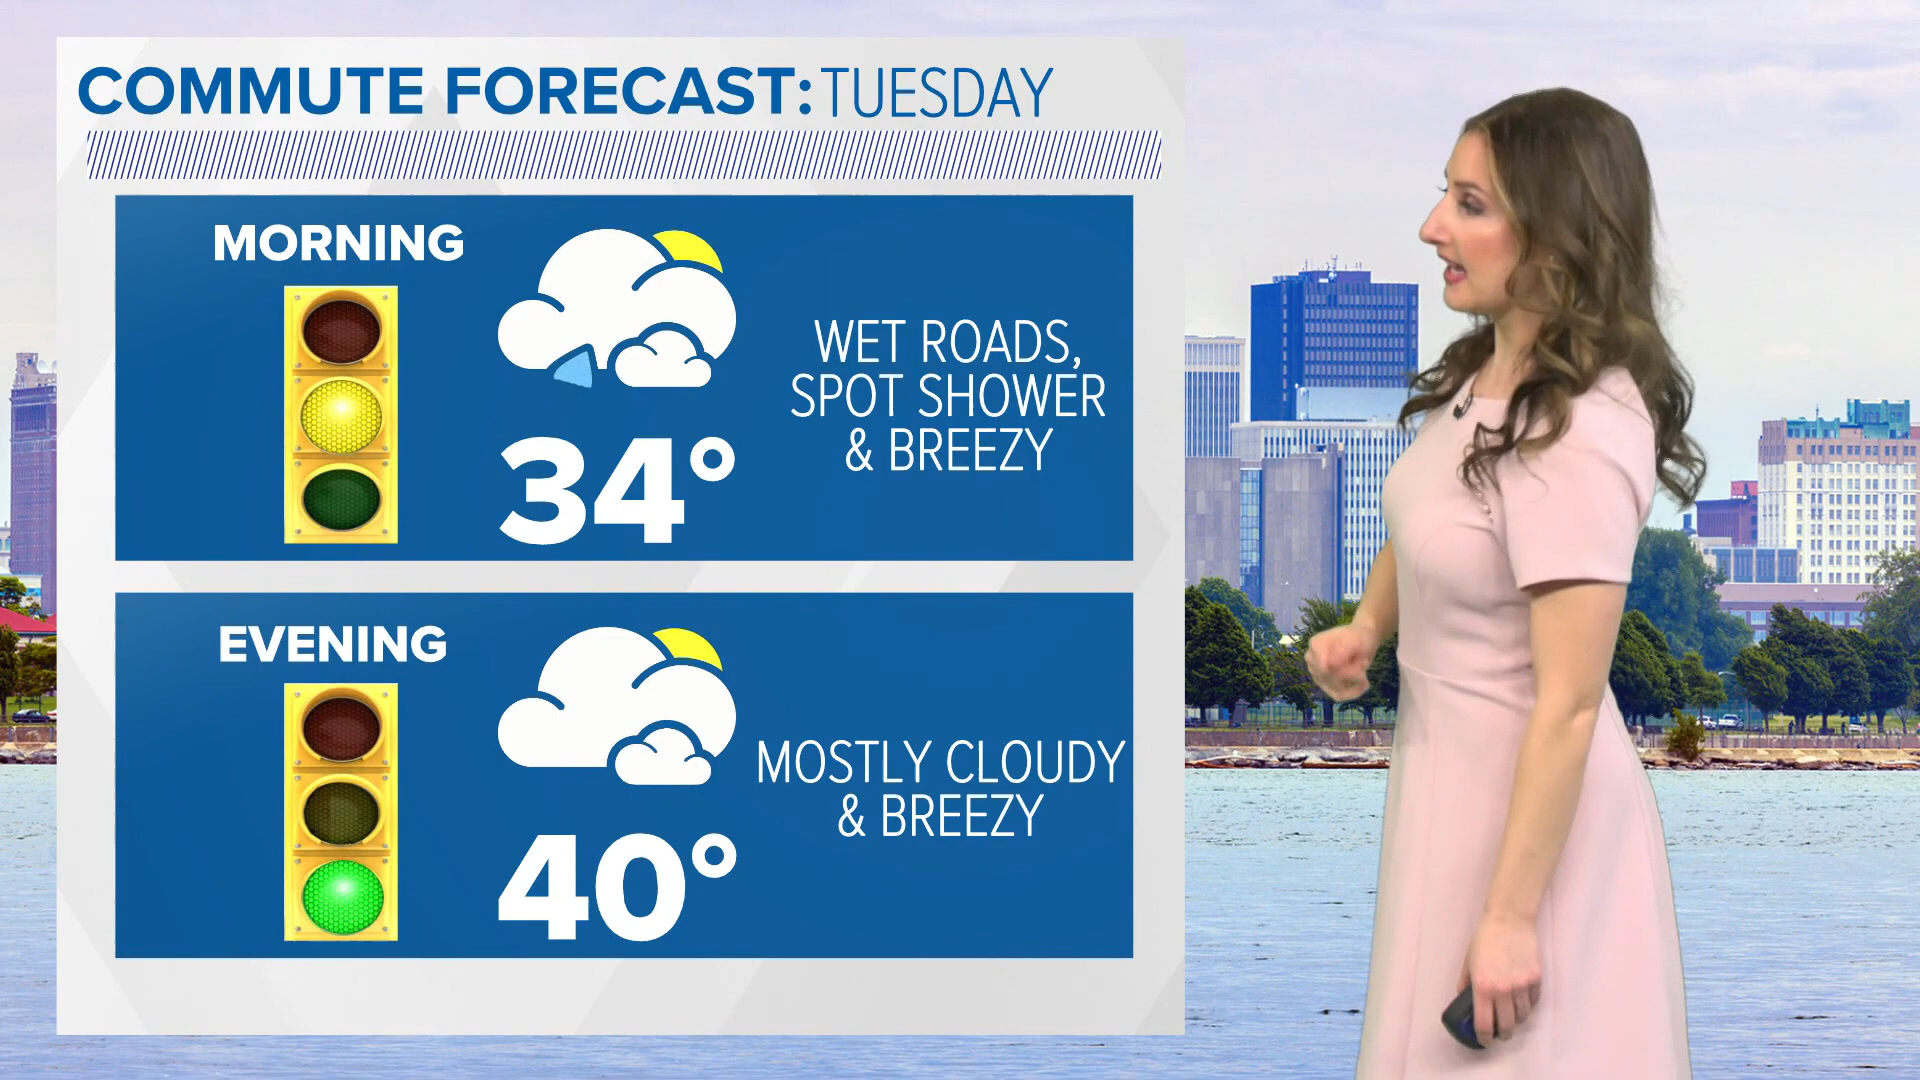 COMMUTE FORECAST: TUESDAY
MORNING
WET ROADS,
SPOT SHOWER
& BREEZY
34°
EVENING
MOSTLY CLOUDY
& BREEZY
40°